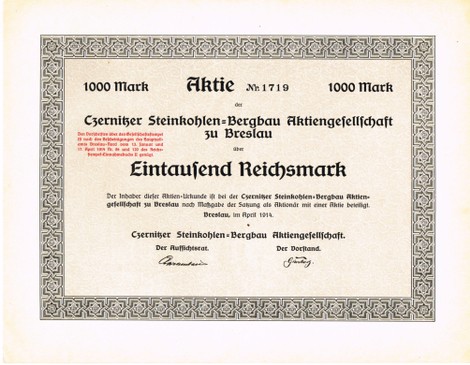 1000 Mark Aktie Nr. 1719 1000 Mark
der
Czernitzer Steinkohlen=Bergbau Aktiengesellschaft
zu Breslau
über
Eintausend Reichsmark
Der Inhaber dieser Aktien-Urkunde ist bei der Czernitzer Steinkohlen=Bergbau Aktien-
gesellschaft zu Breslau nach Maßgabe der Satzung als Aktionär mit einer Aktie beteiligt.
Breslau, im April 1914.
Czernitzer Steinkohlen=Bergbau Aktiengesellschaft.
Der Aufsichtsrat. Der Vorstand.